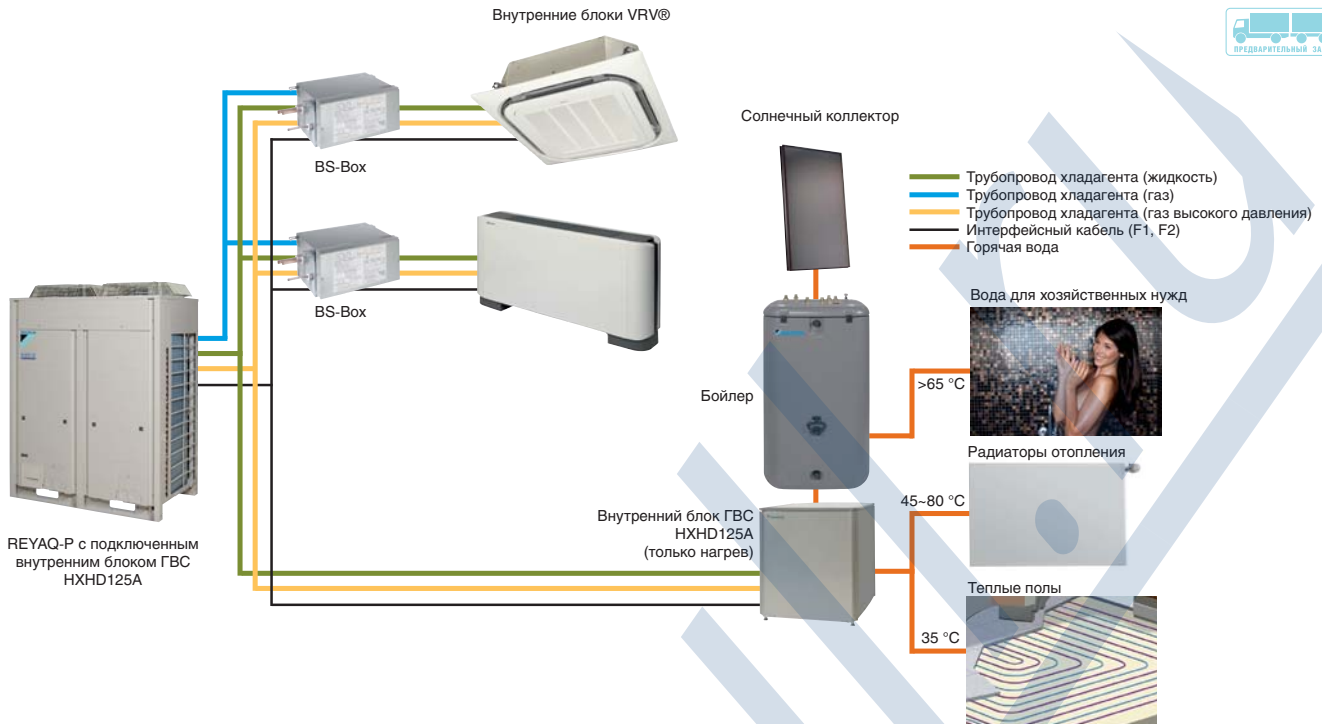 Внутренние блоки VRV®
BS-Box
BS-Box
REYAQ-P с подключенным
внутренним блоком ГВС
HXHD125A
Солнечный коллектор
Трубопровод хладагента (жидкость)
Трубопровод хладагента (газ)
Трубопровод хладагента (газ высокого давления)
Интерфейсный кабель (F1, F2)
Горячая вода
Вода для хозяйственных нужд
>65 °C
Бойлер
Радиаторы отопления
45~80 °C
Внутренний блок ГВС
HXHD125A
(только нагрев)
Теплые полы
35 °C
ПРЕДВАРИТЕЛЬНЫЙ